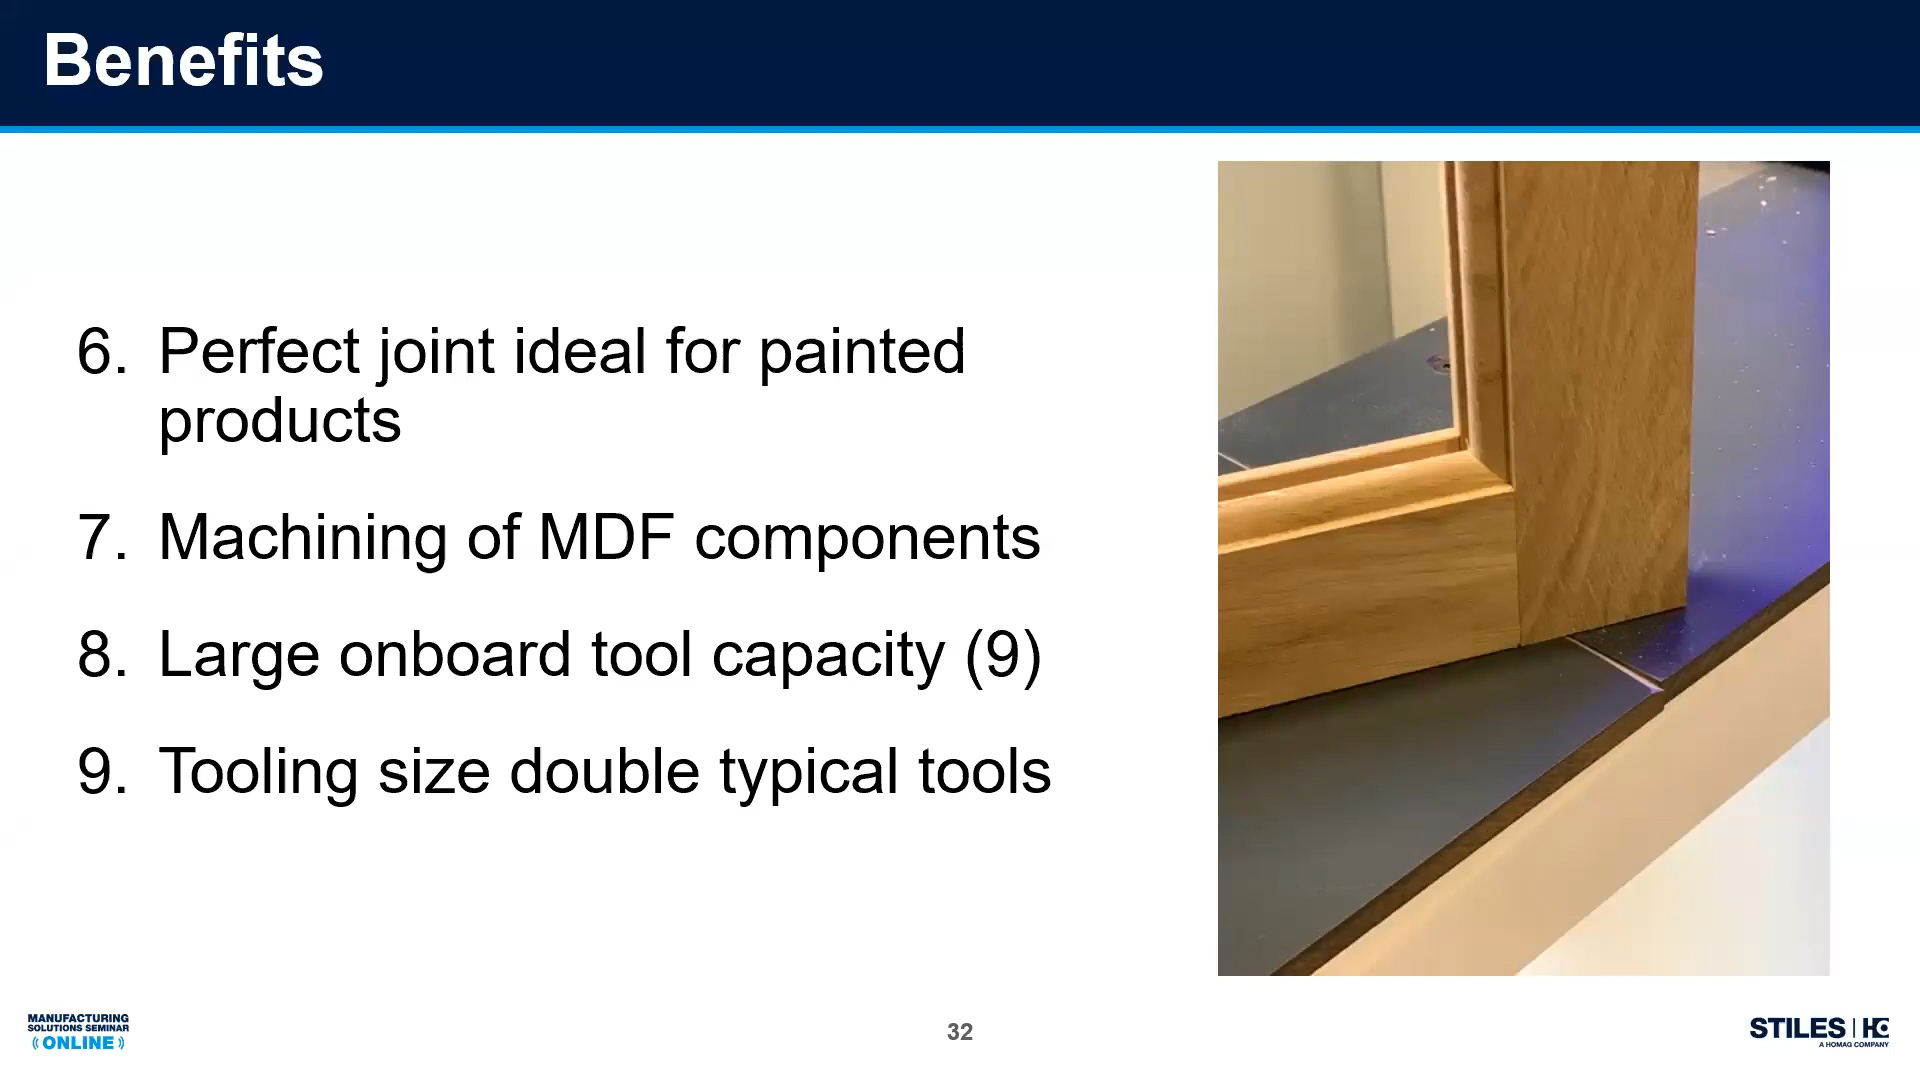 Benefits
6. Perfect joint ideal for painted
products
7. Machining of MDF components
8. Large onboard tool capacity (9)
9. Tooling size double typical tools
MANUFACTURING
SOLUTIONS SEMINAR
ONLINE
32
STILES | HC
A HOMAG COMPANY